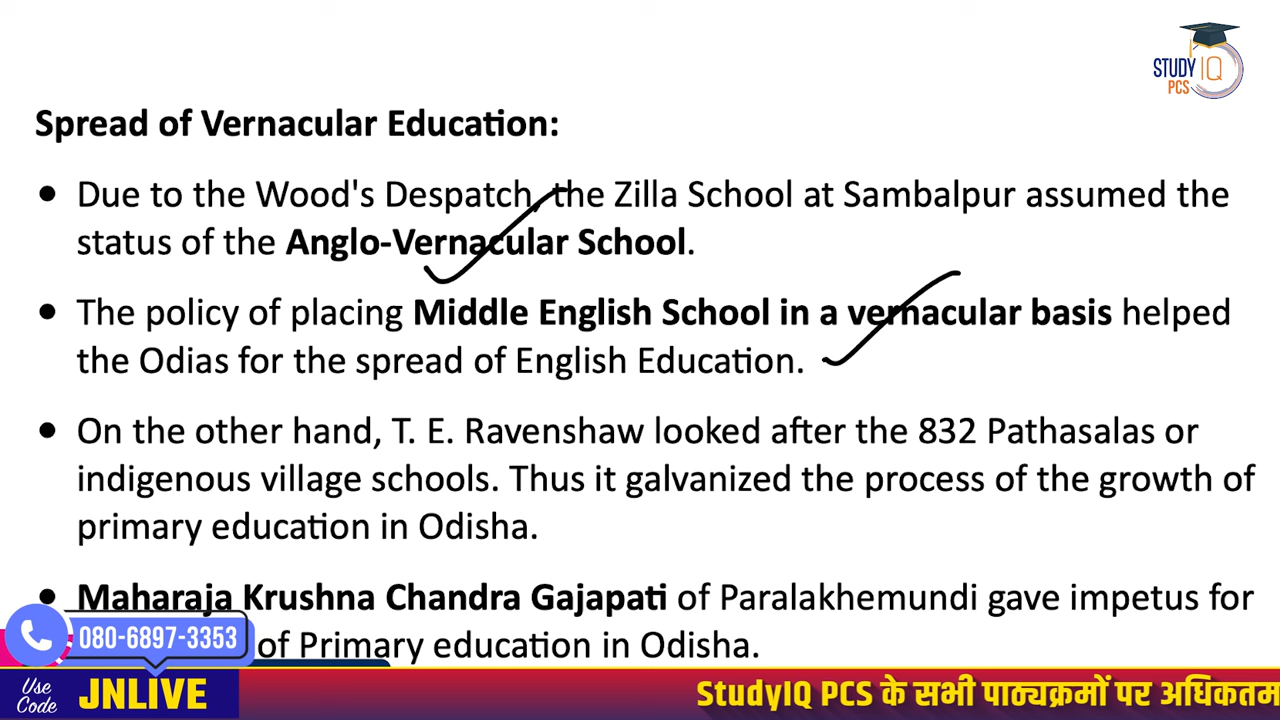 STUDY IQ
PCS
Spread of Vernacular Education:
• Due to the Wood's Despatch, the Zilla School at Sambalpur assumed the
status of the Anglo-Vernacular School.
• The policy of placing Middle English School in a vernacular basis helped
the Odias for the spread of English Education.
• On the other hand, T. E. Ravenshaw looked after the 832 Pathasalas or
indigenous village schools. Thus it galvanized the process of the growth of
primary education in Odisha.
• Maharaja Krushna Chandra Gajapati of Paralakhemundi gave impetus for
of Primary education in Odisha.
080-6897-3353
Use
Code
JNLIVE
StudyIQ PCS के सभी पाठ्यक्रमों पर अधिकतम